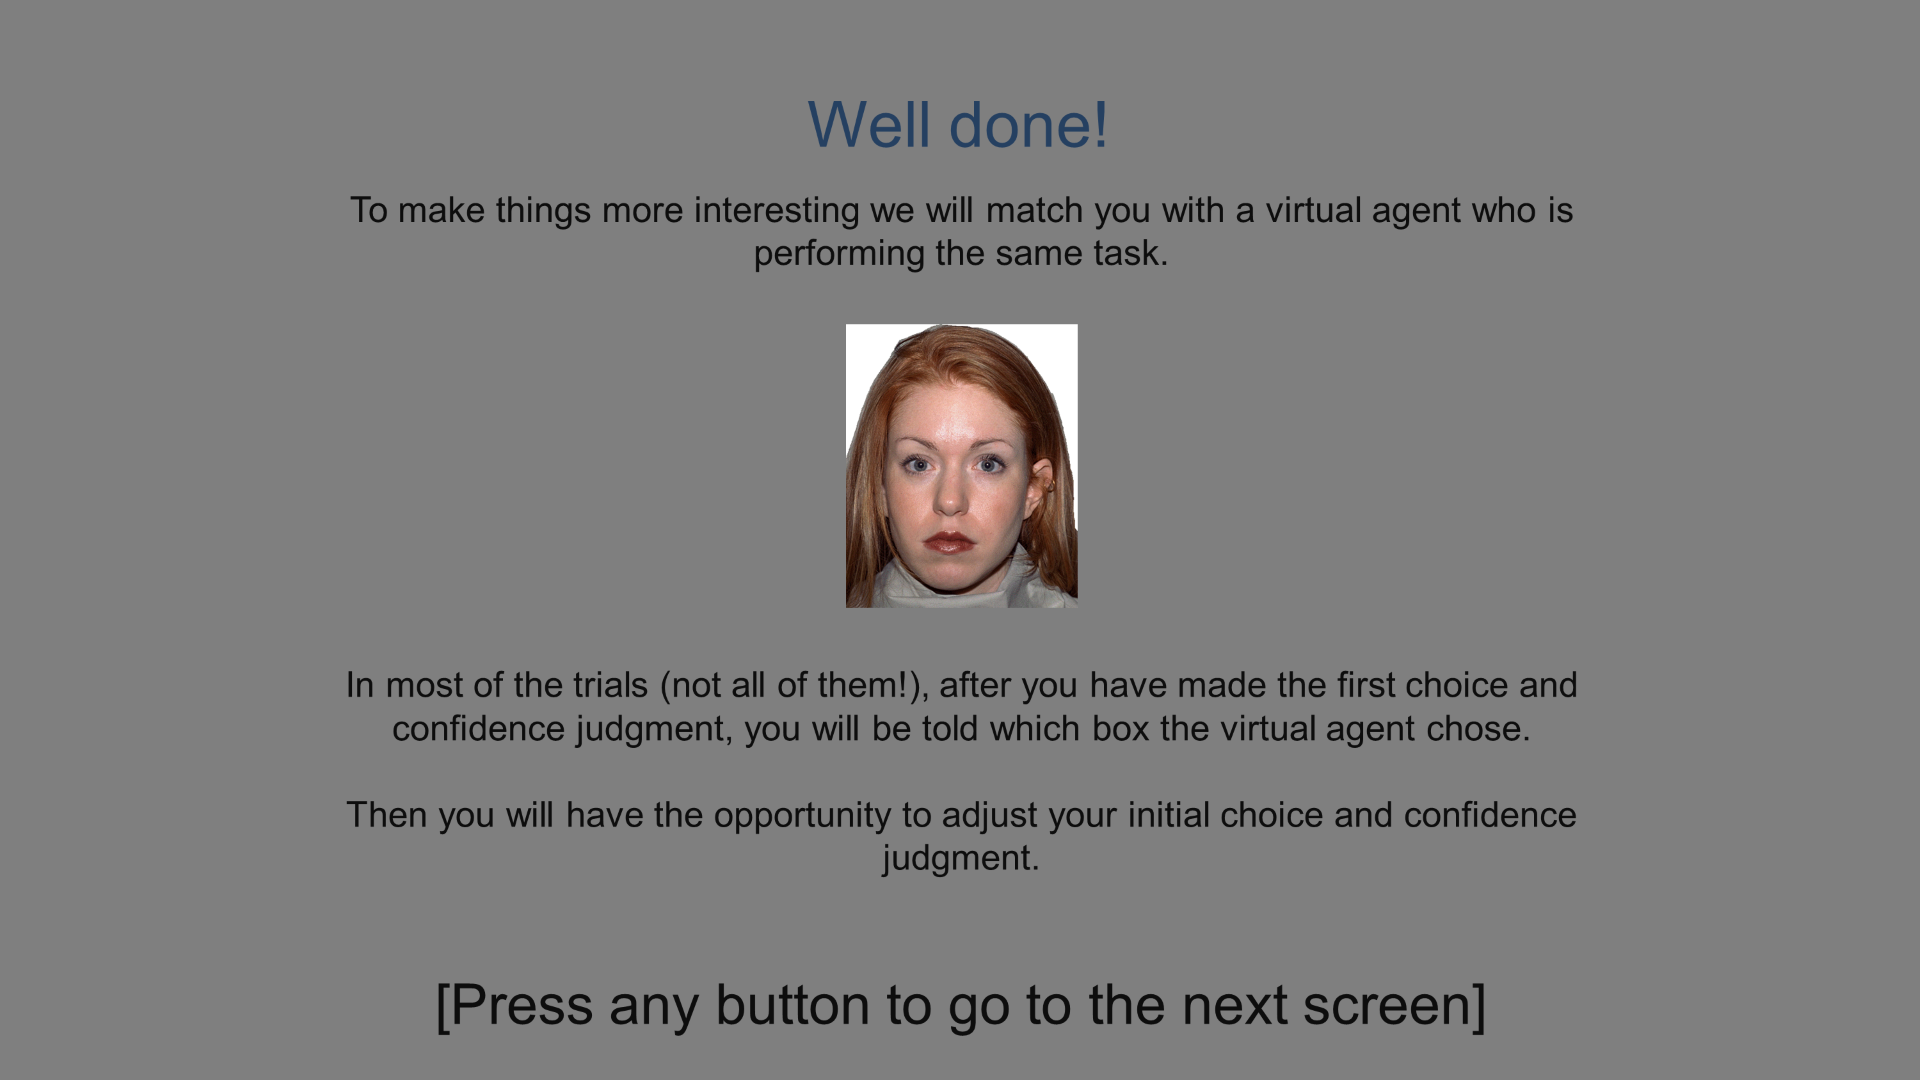 Well done!
To make things more interesting we will match you with a virtual agent who is
performing the same task.
In most of the trials (not all of them!), after you have made the first choice and
confidence judgment, you will be told which box the virtual agent chose.
Then you will have the opportunity to adjust your initial choice and confidence
judgment.
[Press any button to go to the next screen]